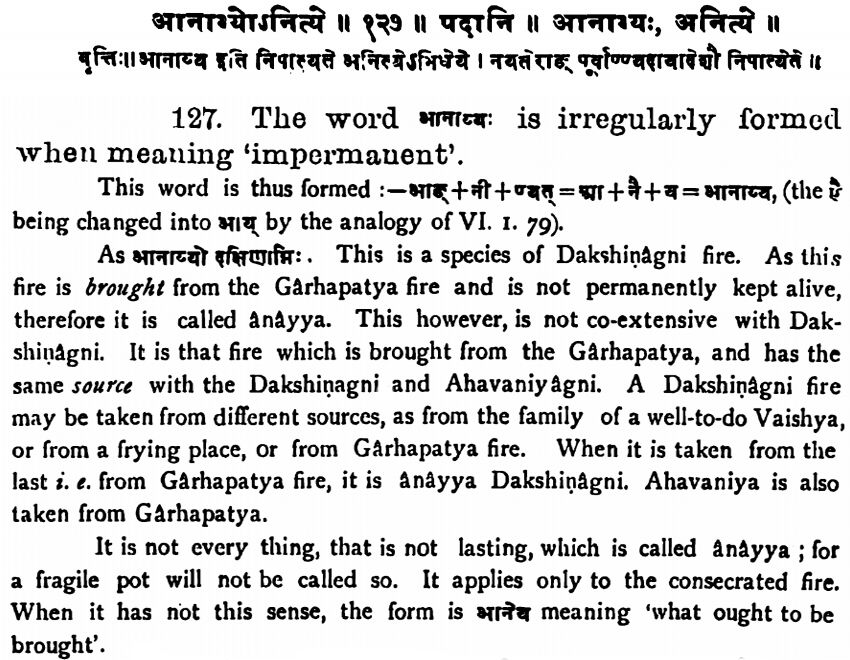 आनाय्योऽनित्ये ॥ १२७ ॥ पदानि ॥ आनाय्यः, अनित्ये ॥
वृत्तिः॥ आनाय्य इति निपात्यते अनित्येऽभिधेये । नयतेराङ् पूर्वाण्ण्यदायादेशौ निपात्येते ॥
127. The word आनाय्यः is irregularly formed
when meaning 'impermanent'.
This word is thus formed :—आङ्+नी+ण्यत्=आ+नै+य=आनाय्य, (the ऐ
being changed into आय् by the analogy of VI. 1. 79).
As आनाय्यो दक्षिणाग्निः. This is a species of Dakshiṇâgni fire. As this
fire is brought from the Gârhapatya fire and is not permanently kept alive,
therefore it is called ânâyya. This however, is not co-extensive with Dak-
shiṇâgni. It is that fire which is brought from the Gârhapatya, and has the
same source with the Dakshiṇagni and Ahavaniyâgni. A Dakshiṇâgni fire
may be taken from different sources, as from the family of a well-to-do Vaishya,
or from a frying place, or from Gârhapatya fire. When it is taken from the
last i. e. from Gârhapatya fire, it is ânâyya Dakshiṇâgni. Ahavaniya is also
taken from Gârhapatya.
It is not every thing, that is not lasting, which is called ânâyya ; for
a fragile pot will not be called so. It applies only to the consecrated fire.
When it has not this sense, the form is आनेय meaning 'what ought to be
brought'.